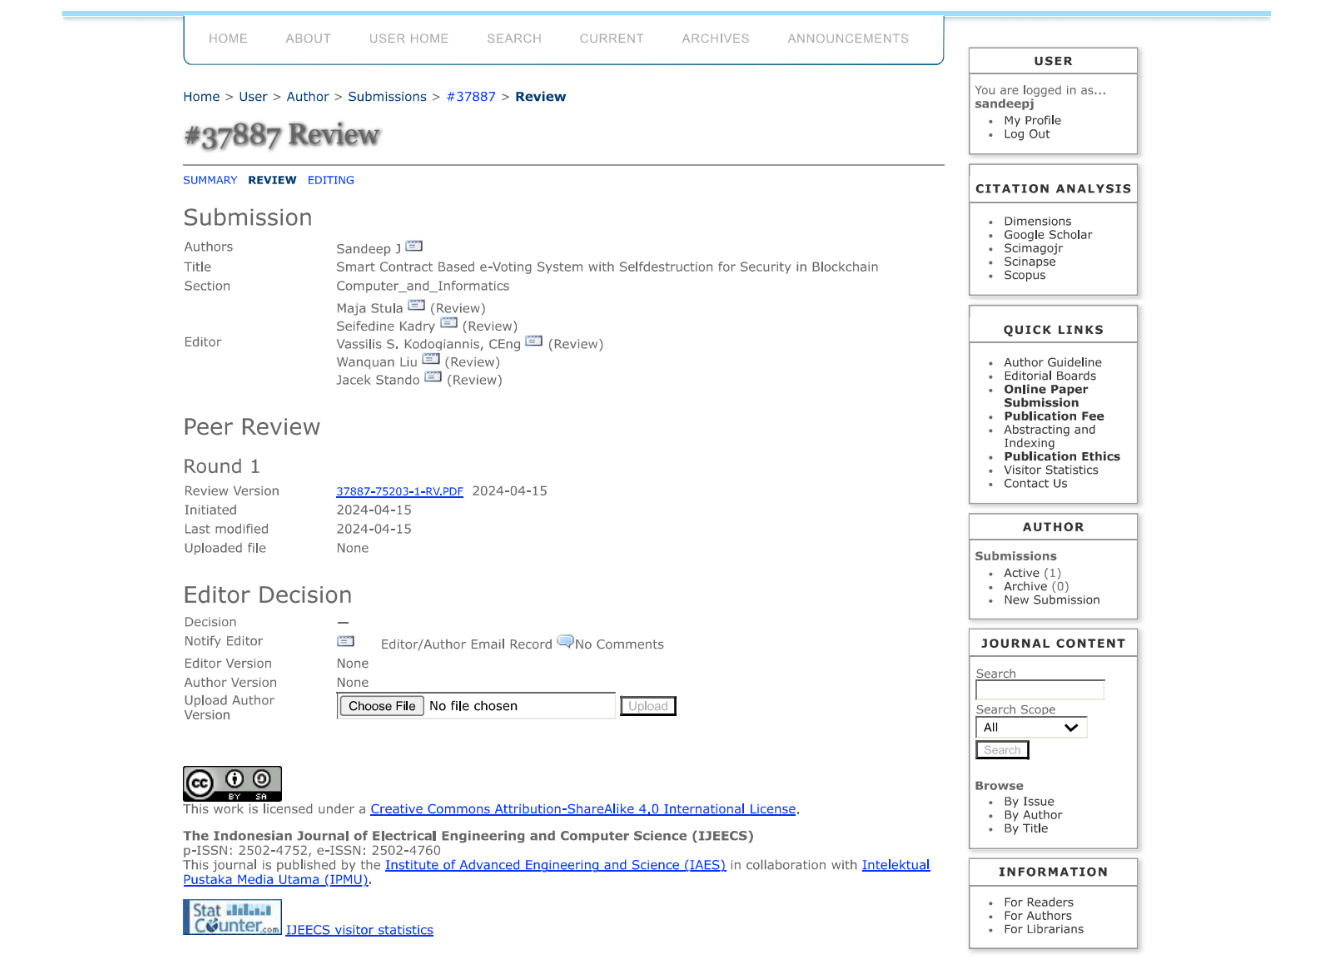 HOME ABOUT USER HOME SEARCH CURRENT ARCHIVES ANNOUNCEMENTS
Home > User > Author > Submissions > #37887 > Review
#37887 Review
SUMMARY REVIEW EDITING
Submission
Authors Sandeep J
Title Smart Contract Based e-Voting System with Selfdestruction for Security in Blockchain
Section Computer_and_Informatics
Editor
Maja Stula (Review)
Seifedine Kadry (Review)
Vassilis S. Kodogiannis, CEng (Review)
Wanquan Liu (Review)
Jacek Stando (Review)
Peer Review
Round 1
Review Version 37887-75203-1-RV.PDF 2024-04-15
Initiated 2024-04-15
Last modified 2024-04-15
Uploaded file None
Editor Decision
Decision —
Notify Editor Editor/Author Email Record No Comments
Editor Version None
Author Version None
Upload Author
Version
Choose File No file chosen Upload
cc BY SA
This work is licensed under a Creative Commons Attribution-ShareAlike 4.0 International License.
The Indonesian Journal of Electrical Engineering and Computer Science (IJEECS)
p-ISSN: 2502-4752, e-ISSN: 2502-4760
This journal is published by the Institute of Advanced Engineering and Science (IAES) in collaboration with Intelektual
Pustaka Media Utama (IPMU).
Stat
Counter.com IJEECS visitor statistics
USER
You are logged in as...
sandeepj
• My Profile
• Log Out
CITATION ANALYSIS
• Dimensions
• Google Scholar
• Scimagojr
• Scinapse
• Scopus
QUICK LINKS
• Author Guideline
• Editorial Boards
• Online Paper
Submission
• Publication Fee
• Abstracting and
Indexing
• Publication Ethics
• Visitor Statistics
• Contact Us
AUTHOR
Submissions
• Active (1)
• Archive (0)
• New Submission
JOURNAL CONTENT
Search
Search Scope
All
Search
Browse
• By Issue
• By Author
• By Title
INFORMATION
• For Readers
• For Authors
• For Librarians